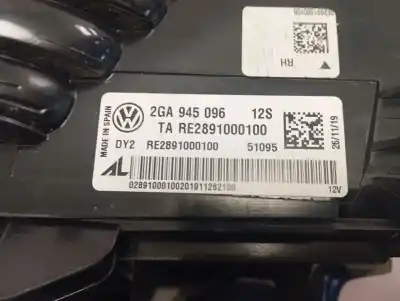 RH
MADE IN SPAIN
2GA 945 096 12S
TA RE2891000100
DY2 RE2891000100 51095
26/11/19
AL
12V